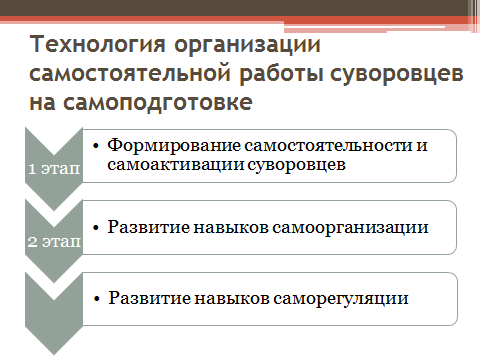 Технология организации
самостоятельной работы суворовцев
на самоподготовке
1 этап
• Формирование самостоятельности и
самоактивации суворовцев
2 этап
• Развитие навыков самоорганизации
• Развитие навыков саморегуляции